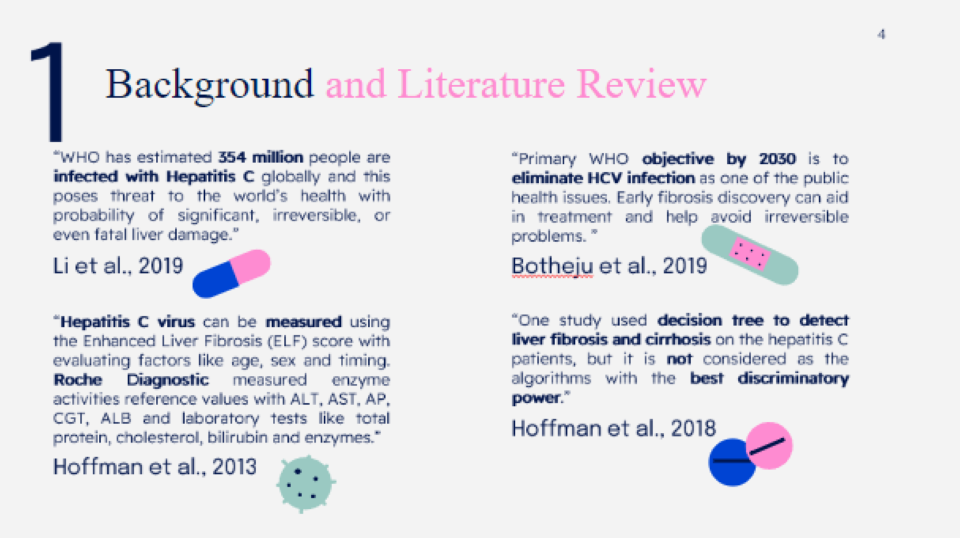 4
1
Background and Literature Review
“WHO has estimated 354 million people are
infected with Hepatitis C globally and this
poses threat to the world’s health with
probability of significant, irreversible, or
even fatal liver damage.”
Li et al., 2019
“Hepatitis C virus can be measured using
the Enhanced Liver Fibrosis (ELF) score with
evaluating factors like age, sex and timing.
Roche Diagnostic measured enzyme
activities reference values with ALT, AST, AP,
CGT, ALB and laboratory tests like total
protein, cholesterol, bilirubin and enzymes.”
Hoffman et al., 2013
“Primary WHO objective by 2030 is to
eliminate HCV infection as one of the public
health issues. Early fibrosis discovery can aid
in treatment and help avoid irreversible
problems. ”
Botheju et al., 2019
“One study used decision tree to detect
liver fibrosis and cirrhosis on the hepatitis C
patients, but it is not considered as the
algorithms with the best discriminatory
power.”
Hoffman et al., 2018